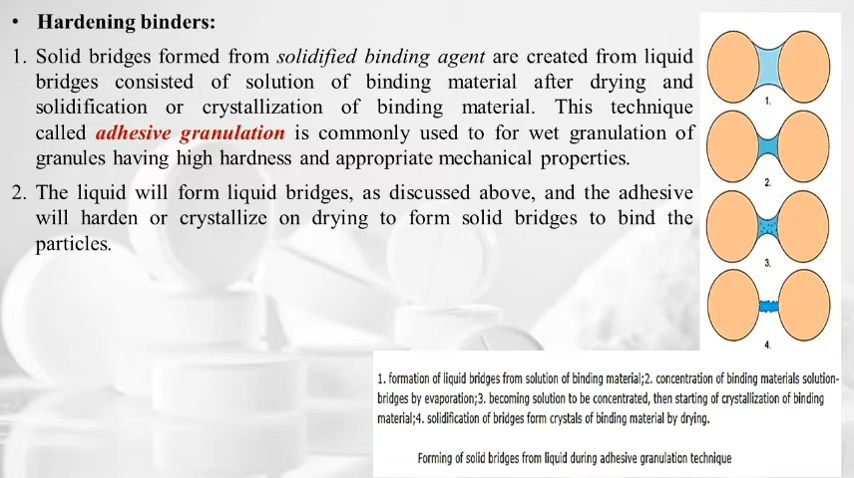 • Hardening binders:
1. Solid bridges formed from solidified binding agent are created from liquid
bridges consisted of solution of binding material after drying and
solidification or crystallization of binding material. This technique
called adhesive granulation is commonly used to for wet granulation of
granules having high hardness and appropriate mechanical properties.
2. The liquid will form liquid bridges, as discussed above, and the adhesive
will harden or crystallize on drying to form solid bridges to bind the
particles.
1.
2.
3.
4.
1. formation of liquid bridges from solution of binding material;2. concentration of binding materials solution-
bridges by evaporation;3. becoming solution to be concentrated, then starting of crystallization of binding
material;4. solidification of bridges form crystals of binding material by drying.
Forming of solid bridges from liquid during adhesive granulation technique